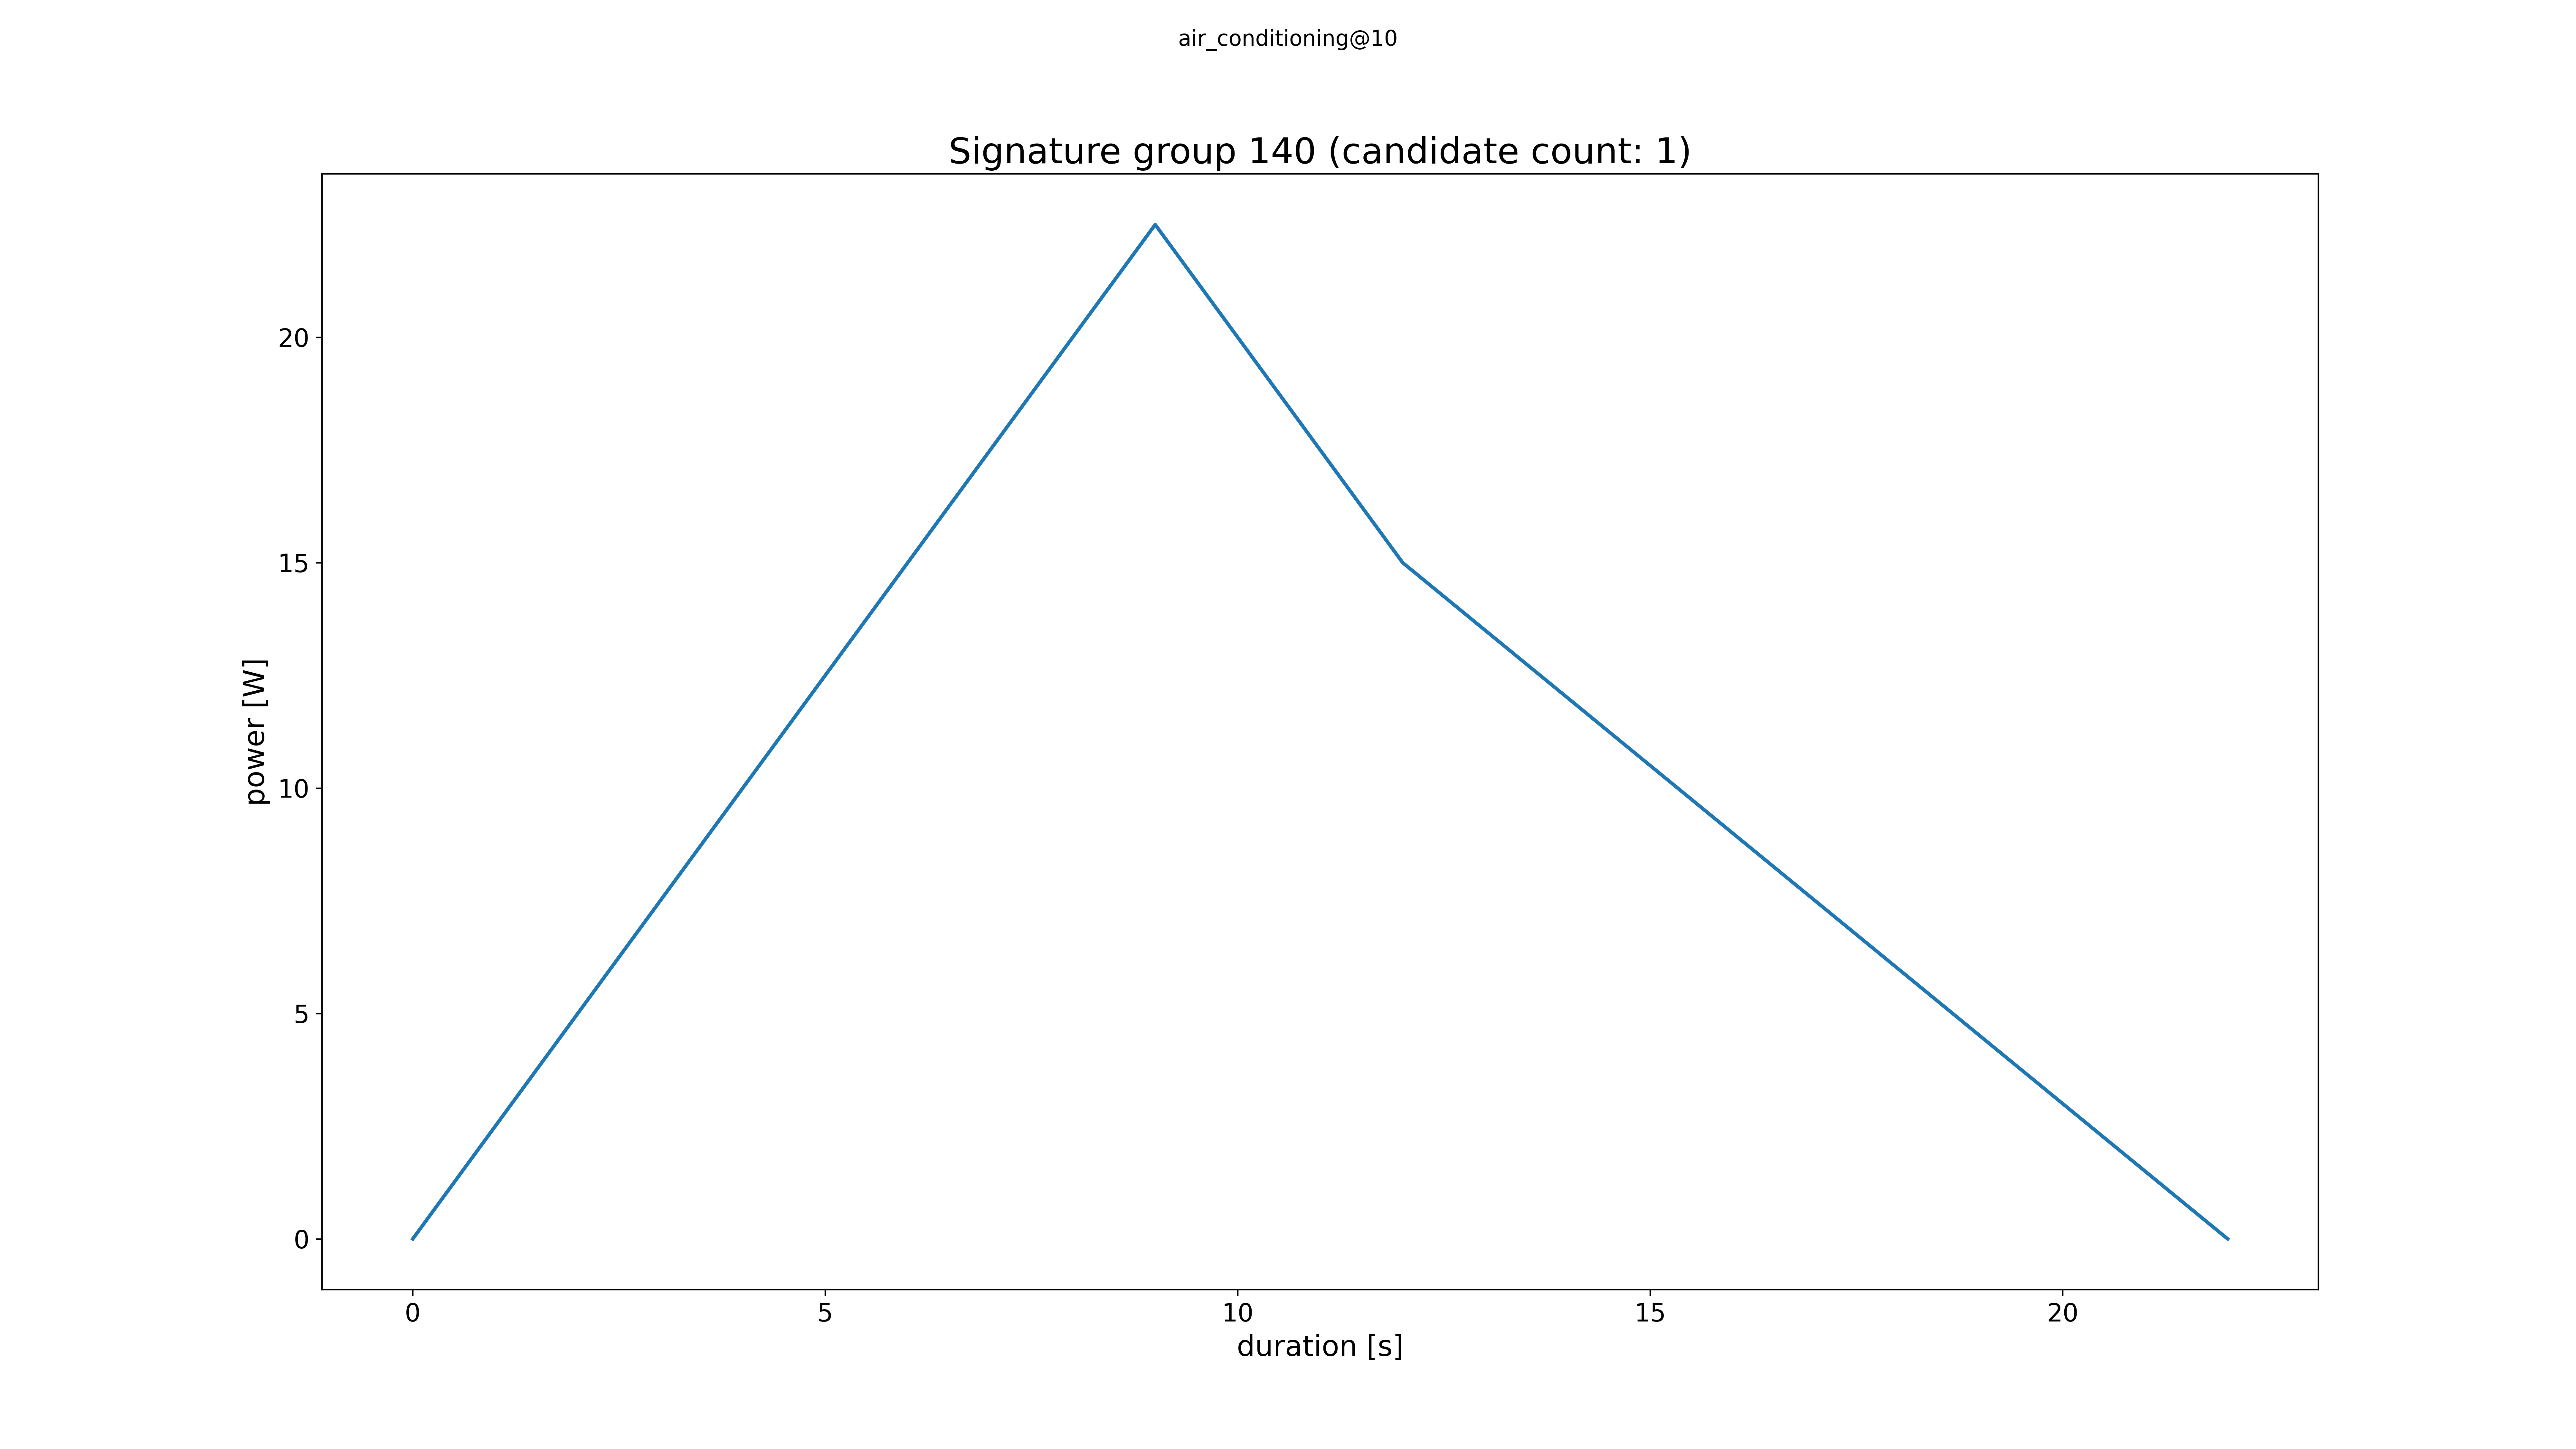 air_conditioning@10
Signature group 140 (candidate count: 1)
power [W]
20
15
10
5
0
0 5 10 15 20
duration [s]